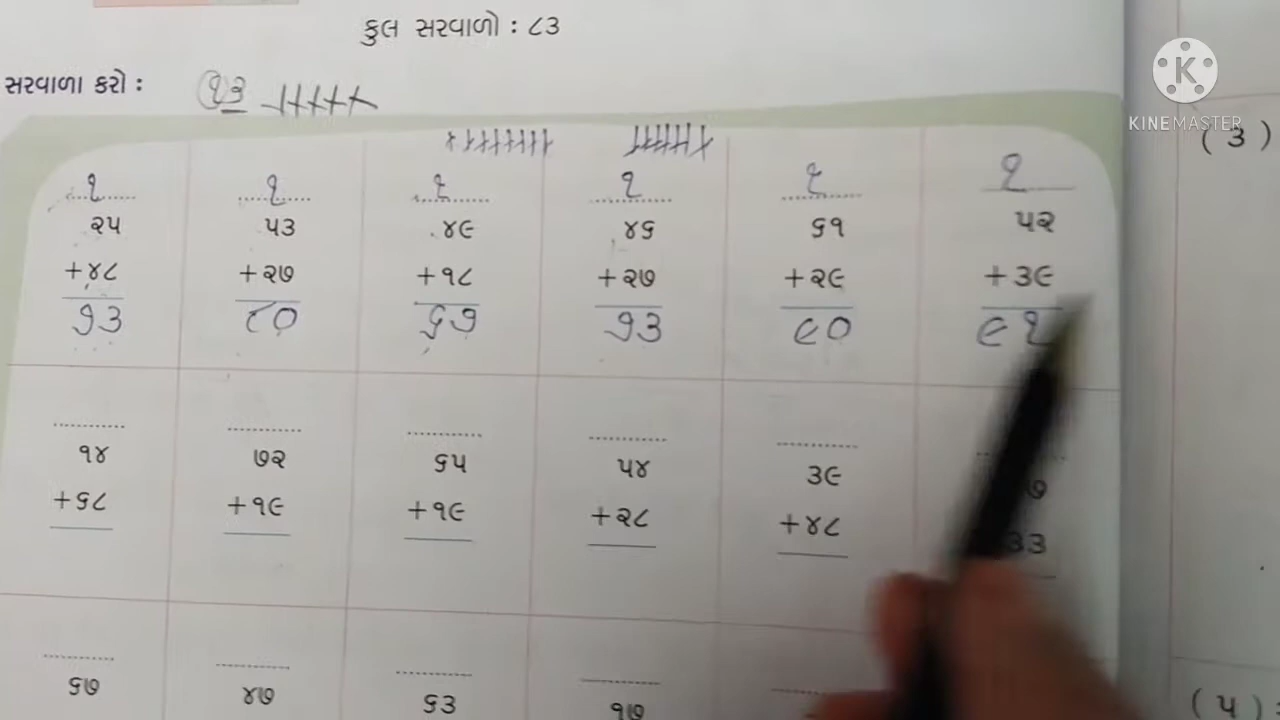 કુલ સરવાળો : ૮૩
સરવાળા કરો : ૧૩
K
KINEMASTER
(૩)
૧ ૧ ૧ ૧ ૧ ૧
૨૫ ૫૩ ૪૯ ૪૬ ૬૧ ૫૨
+૪૮ +૨૭ +૧૮ +૨૭ +૨૯ +૩૯
૭૩ ૮૦ ૬૭ ૭૩ ૯૦ ૯૧
૧૪ ૭૨ ૬૫ ૫૪ ૩૯
+૬૮ +૧૯ +૧૯ +૨૮ +૪૮ ૩૩
૬૭ ૪૭ ૬૩ ૧૭
(૫)